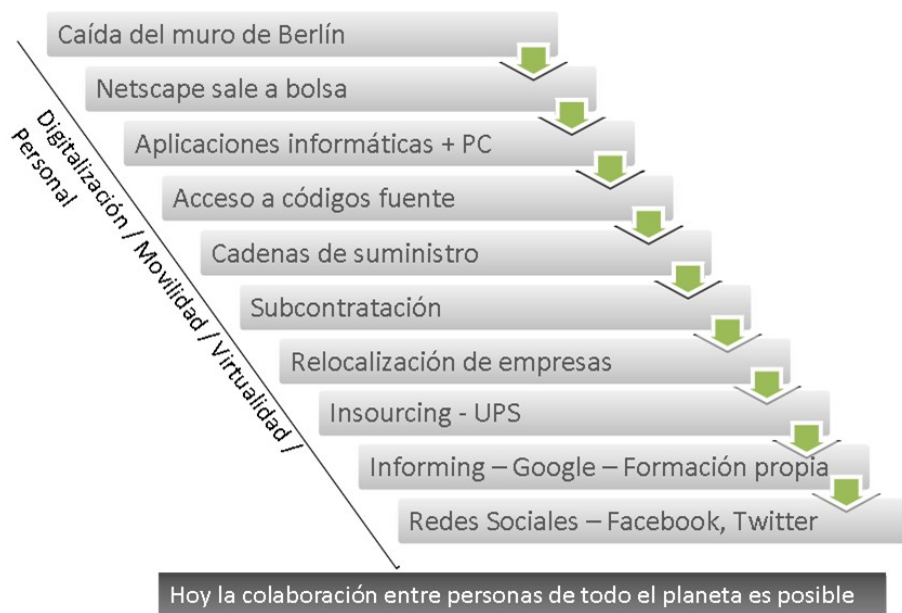 Caída del muro de Berlín
Netscape sale a bolsa
Aplicaciones informáticas + PC
Acceso a códigos fuente
Cadenas de suministro
Subcontratación
Relocalización de empresas
Insourcing - UPS
Informing – Google – Formación propia
Redes Sociales – Facebook, Twitter
Digitalización / Movilidad / Virtualidad /
Personal
Hoy la colaboración entre personas de todo el planeta es posible